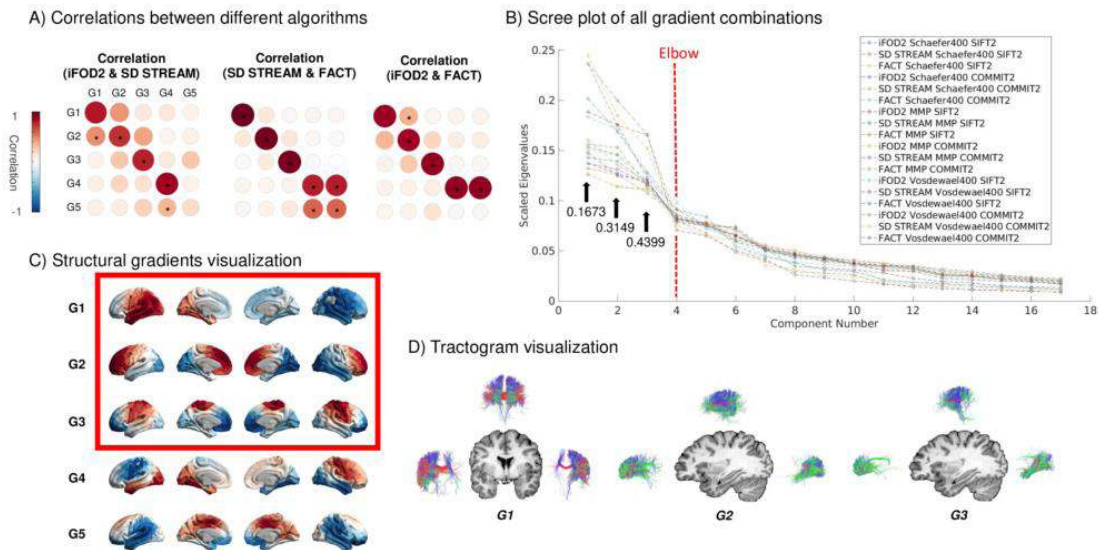 A) Correlations between different algorithms
Correlation
(iFOD2 & SD STREAM)
Correlation
(SD STREAM & FACT)
Correlation
(iFOD2 & FACT)
G1 G2 G3 G4 G5
G1
G2
G3
G4
G5
1
Correlation
-1
B) Scree plot of all gradient combinations
Elbow
0.25
0.2
0.15
0.1
0.05
0
Scaled Eigenvalues
0.1673
0.3149
0.4399
0 2 4 6 8 10 12 14 16 18
Component Number
iFOD2 Schaefer400 SIFT2
SD STREAM Schaefer400 SIFT2
FACT Schaefer400 SIFT2
iFOD2 Schaefer400 COMMIT2
SD STREAM Schaefer400 COMMIT2
FACT Schaefer400 COMMIT2
iFOD2 MMP SIFT2
SD STREAM MMP SIFT2
FACT MMP SIFT2
iFOD2 MMP COMMIT2
SD STREAM MMP COMMIT2
FACT MMP COMMIT2
iFOD2 Vosdewael400 SIFT2
SD STREAM Vosdewael400 SIFT2
FACT Vosdewael400 SIFT2
iFOD2 Vosdewael400 COMMIT2
SD STREAM Vosdewael400 COMMIT2
FACT Vosdewael400 COMMIT2
C) Structural gradients visualization
G1
G2
G3
G4
G5
D) Tractogram visualization
G1
G2
G3